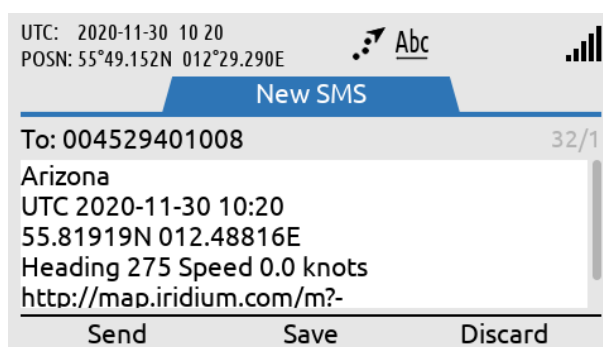 UTC: 2020-11-30 10 20
POSN: 55°49.152N 012°29.290E
Abc
New SMS
To: 004529401008 32/1
Arizona
UTC 2020-11-30 10:20
55.81919N 012.48816E
Heading 275 Speed 0.0 knots
http://map.iridium.com/m?-
Send Save Discard